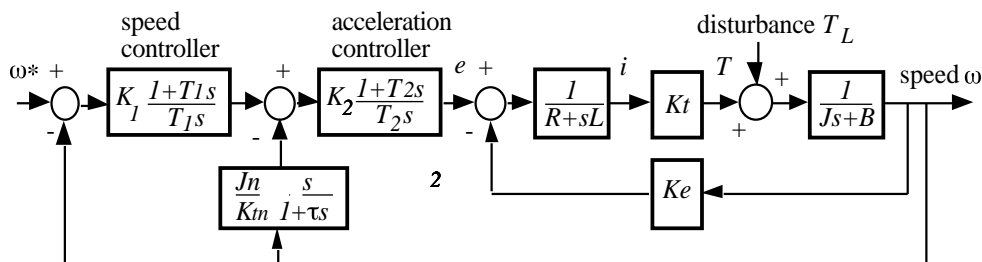 speed controller
acceleration controller
disturbance T_L
ω* +
-
K_1 (1+T1s)/(T_1s)
+
-
K_2 (1+T2s)/(T_2s)
e +
-
1/(R+sL)
i
Kt
T
+
+
1/(Js+B)
speed ω
Jn/Ktn · s/(1+τs)
2
Ke